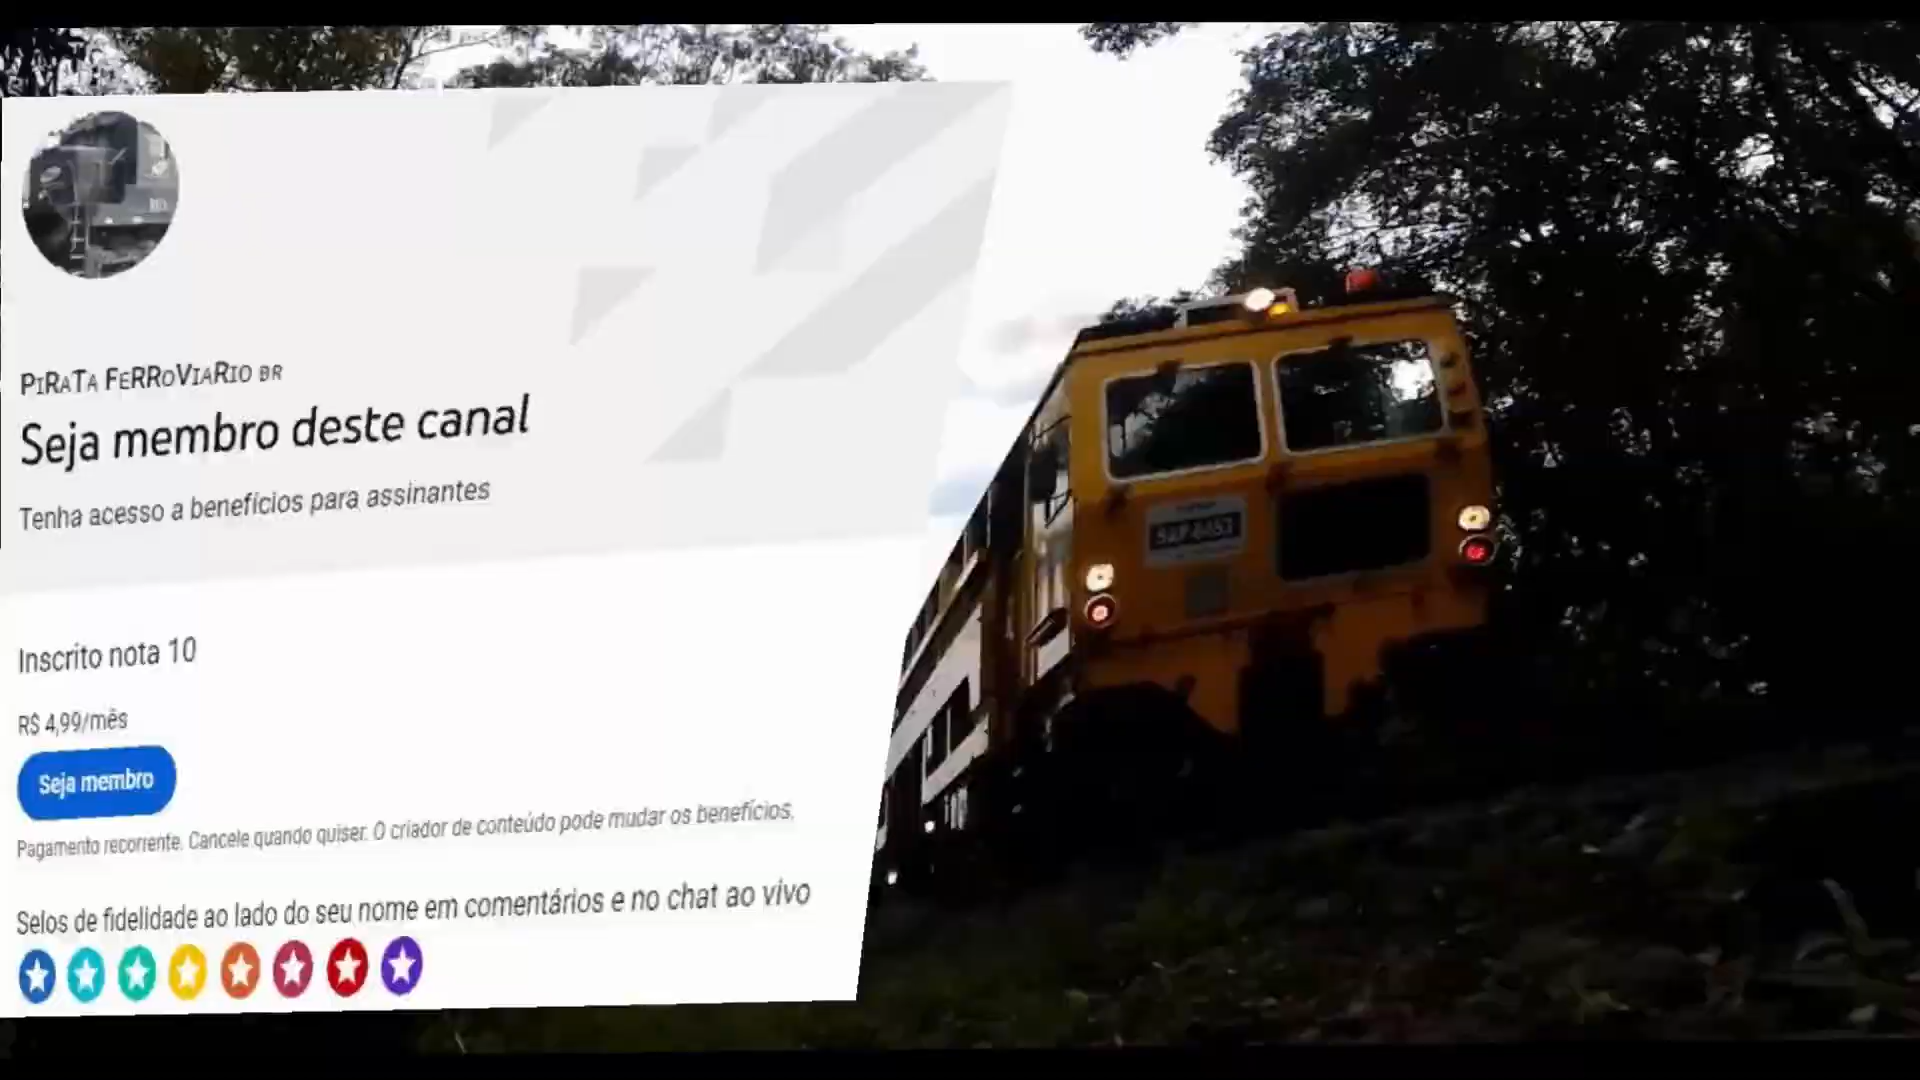 PiRaTa FeRRoViaRio BR
Seja membro deste canal
Tenha acesso a benefícios para assinantes
Inscrito nota 10
R$ 4,99/mês
Seja membro
Pagamento recorrente. Cancele quando quiser. O criador de conteúdo pode mudar os benefícios.
Selos de fidelidade ao lado do seu nome em comentários e no chat ao vivo